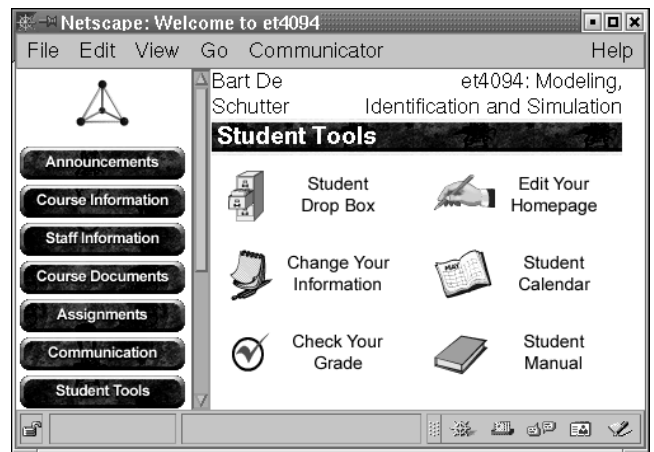 Netscape: Welcome to et4094
File Edit View Go Communicator Help
Bart De Schutter
et4094: Modeling, Identification and Simulation
Student Tools
Announcements
Course Information
Staff Information
Course Documents
Assignments
Communication
Student Tools
Student
Drop Box
Edit Your
Homepage
Change Your
Information
MAY
Student
Calendar
Check Your
Grade
Student
Manual